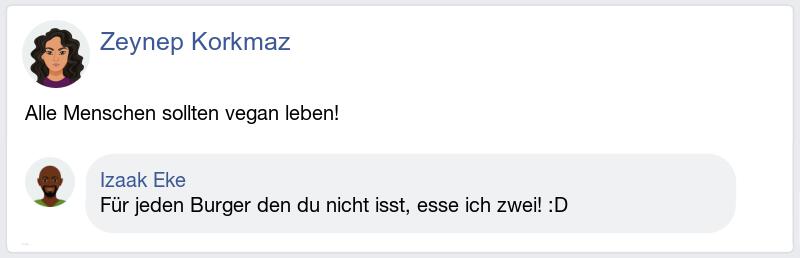 Zeynep Korkmaz
Alle Menschen sollten vegan leben!
Izaak Eke
Für jeden Burger den du nicht isst, esse ich zwei! :D